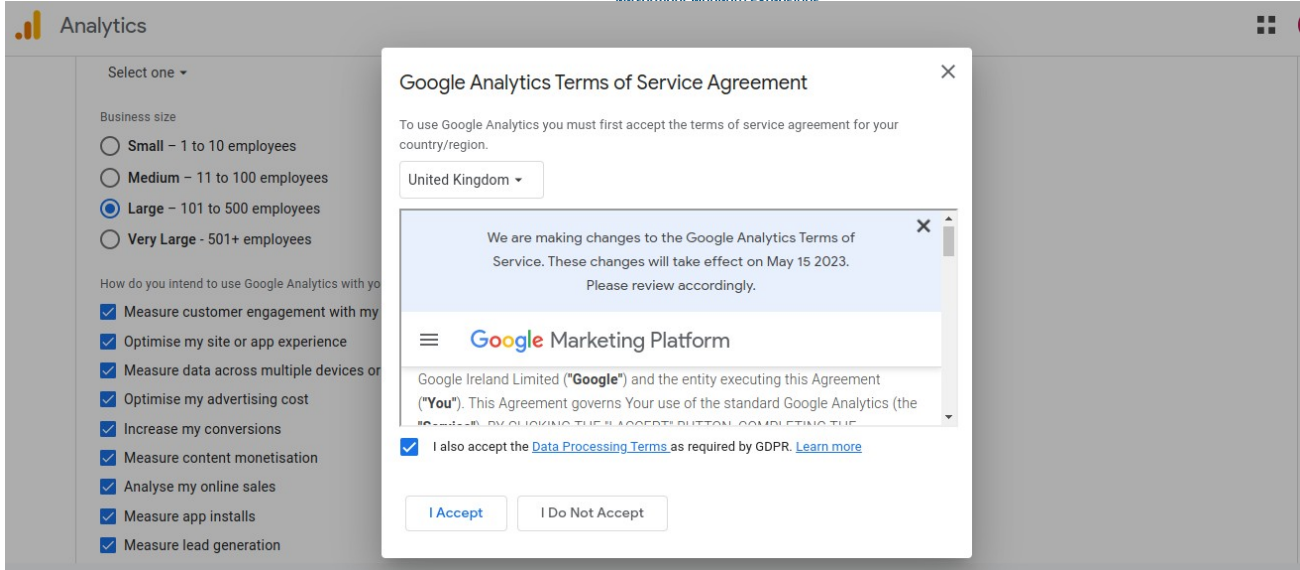 Analytics
Select one
Business size
Small – 1 to 10 employees
Medium – 11 to 100 employees
Large – 101 to 500 employees
Very Large - 501+ employees
How do you intend to use Google Analytics with
Measure customer engagement with my
Optimise my site or app experience
Measure data across multiple devices or
Optimise my advertising cost
Increase my conversions
Measure content monetisation
Analyse my online sales
Measure app installs
Measure lead generation
Google Analytics Terms of Service Agreement
To use Google Analytics you must first accept the terms of service agreement for your
country/region.
United Kingdom
We are making changes to the Google Analytics Terms of
Service. These changes will take effect on May 15 2023.
Please review accordingly.
Google Marketing Platform
Google Ireland Limited ("Google") and the entity executing this Agreement
("You"). This Agreement governs Your use of the standard Google Analytics (the
"Service"). BY CLICKING THE "I ACCEPT" BUTTON, COMPLETING THE
I also accept the Data Processing Terms as required by GDPR. Learn more
I Accept
I Do Not Accept